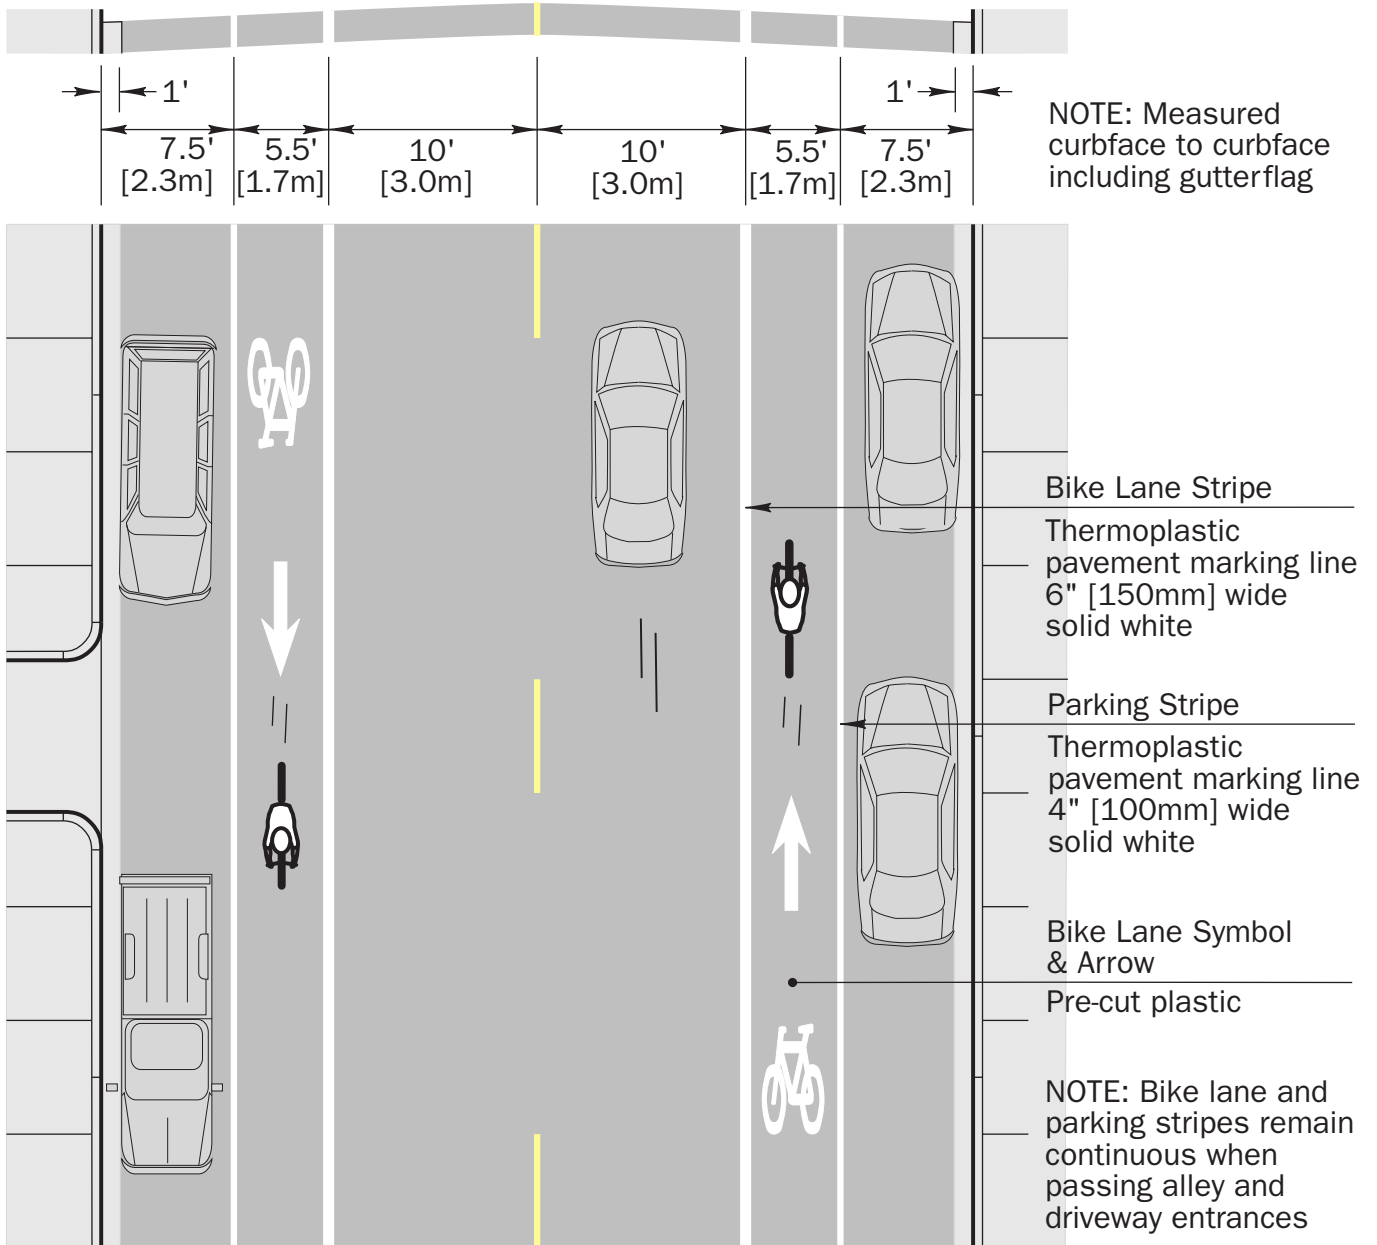 1'
1'
7.5' 5.5' 10' 10' 5.5' 7.5'
[2.3m] [1.7m] [3.0m] [3.0m] [1.7m] [2.3m]
NOTE: Measured
curbface to curbface
including gutterflag
Bike Lane Stripe
Thermoplastic
pavement marking line
6" [150mm] wide
solid white
Parking Stripe
Thermoplastic
pavement marking line
4" [100mm] wide
solid white
Bike Lane Symbol
& Arrow
Pre-cut plastic
NOTE: Bike lane and
parking stripes remain
continuous when
passing alley and
driveway entrances